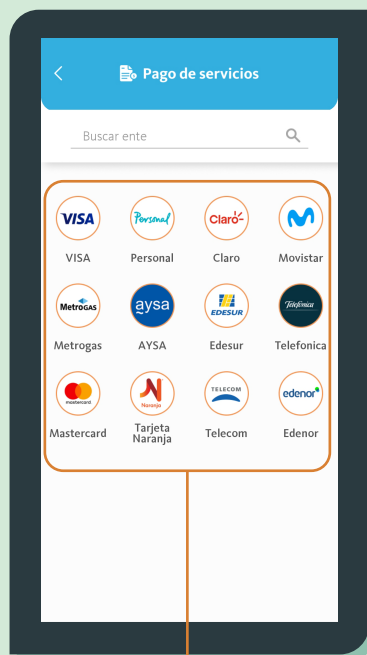 Pago de servicios
Buscar ente
VISA Personal Claro-
VISA Personal Claro Movistar
METROGAS aysa EDESUR Telefónica
Metrogas AYSA Edesur Telefonica
mastercard Naranja TELECOM edenor
Mastercard Tarjeta Naranja Telecom Edenor